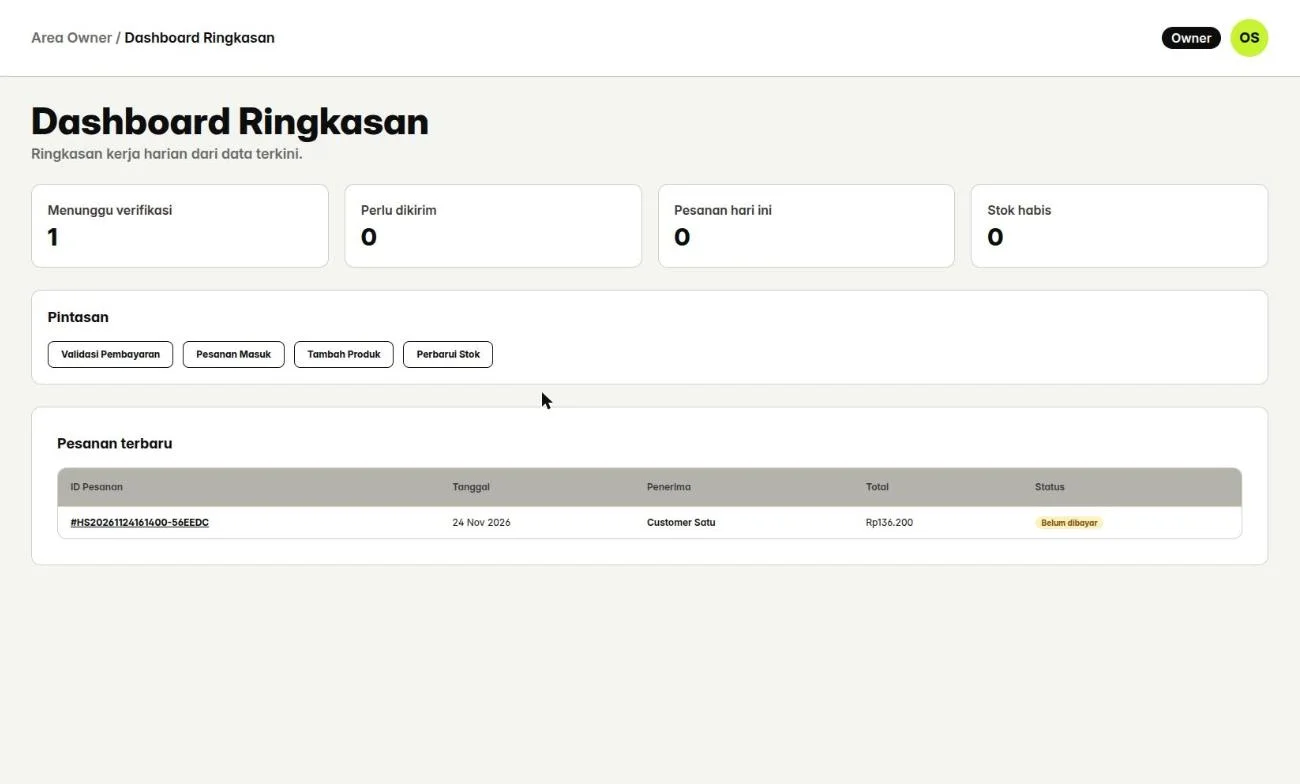 Area Owner / Dashboard Ringkasan
Owner
OS
Dashboard Ringkasan
Ringkasan kerja harian dari data terkini.
Menunggu verifikasi
1
Perlu dikirim
0
Pesanan hari ini
0
Stok habis
0
Pintasan
Validasi Pembayaran
Pesanan Masuk
Tambah Produk
Perbarui Stok
Pesanan terbaru
ID Pesanan Tanggal Penerima Total Status
#HS20261124161400-56EEDC 24 Nov 2026 Customer Satu Rp136.200 Belum dibayar